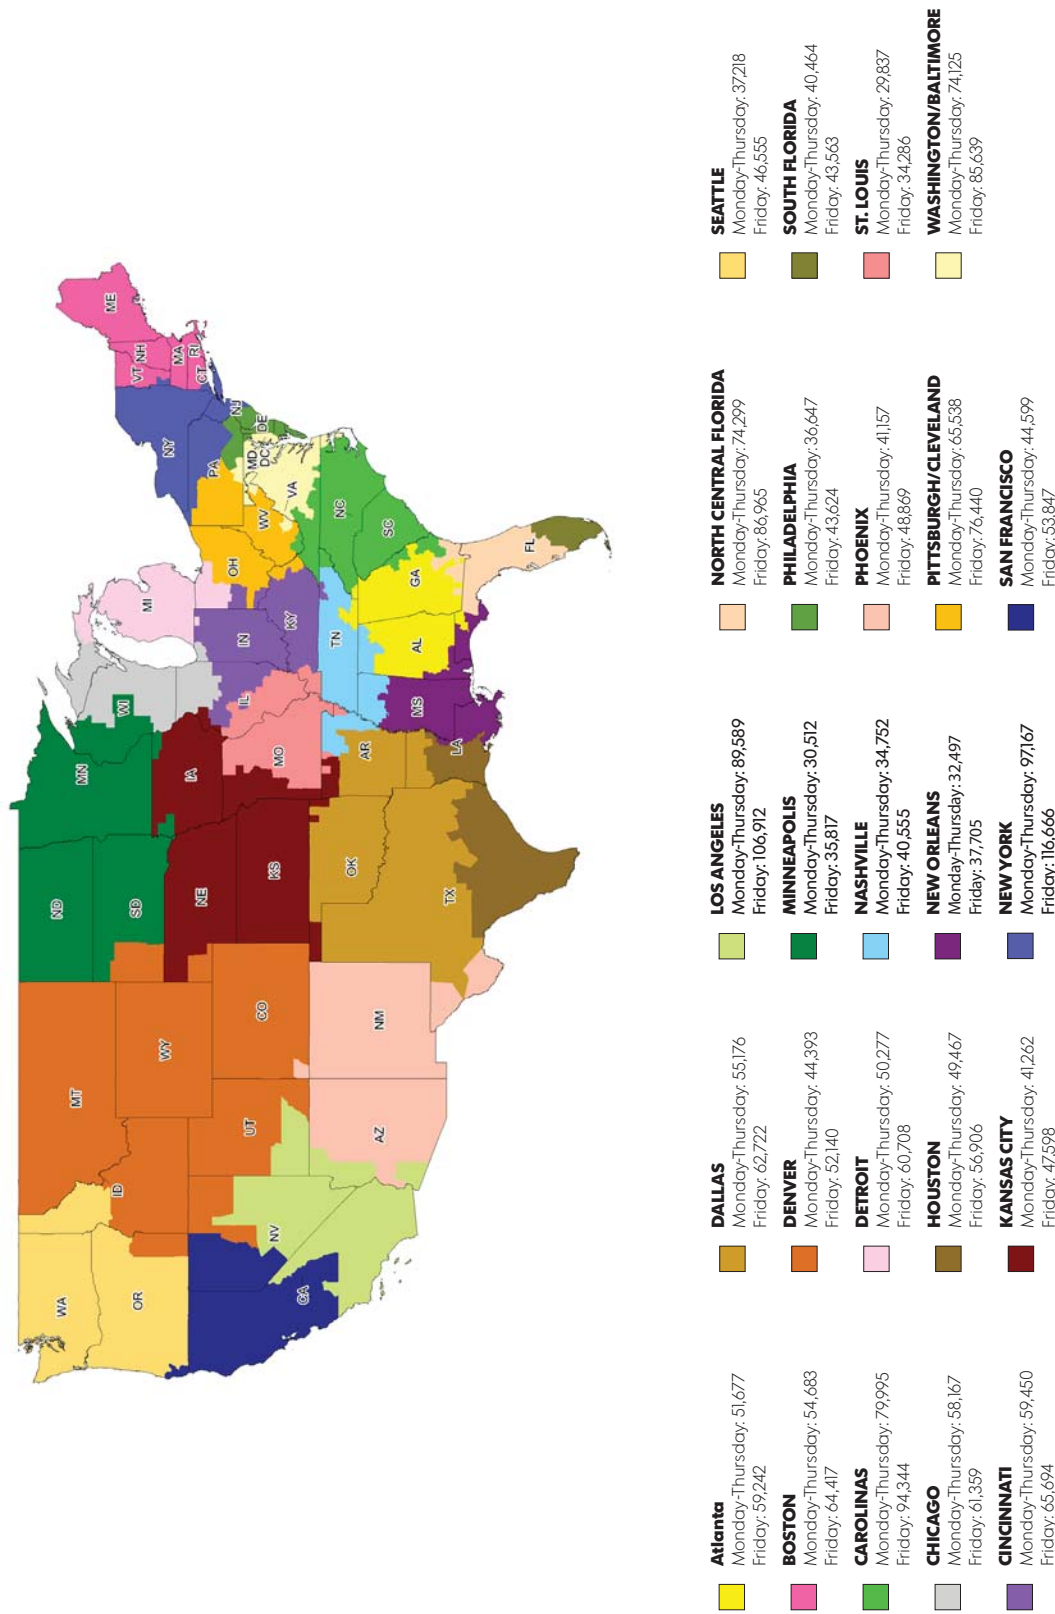 WA
OR
CA
NV
ID
MT
WY
UT
CO
AZ
NM
ND
SD
NE
KS
OK
TX
MN
IA
MO
AR
LA
WI
IL
MS
MI
IN
KY
TN
AL
OH
WV
GA
FL
PA
MD
DC
VA
NC
SC
NY
NJ
DE
VT
NH
MA
CT
RI
ME
Atlanta
Monday-Thursday: 51,677
Friday: 59,242
BOSTON
Monday-Thursday: 54,683
Friday: 64,417
CAROLINAS
Monday-Thursday: 79,995
Friday: 94,344
CHICAGO
Monday-Thursday: 58,167
Friday: 61,359
CINCINNATI
Monday-Thursday: 59,450
Friday: 65,694
DALLAS
Monday-Thursday: 55,176
Friday: 62,722
DENVER
Monday-Thursday: 44,393
Friday: 52,140
DETROIT
Monday-Thursday: 50,277
Friday: 60,708
HOUSTON
Monday-Thursday: 49,467
Friday: 56,906
KANSAS CITY
Monday-Thursday: 41,262
Friday: 47,598
LOS ANGELES
Monday-Thursday: 89,589
Friday: 106,912
MINNEAPOLIS
Monday-Thursday: 30,512
Friday: 35,817
NASHVILLE
Monday-Thursday: 34,752
Friday: 40,555
NEW ORLEANS
Monday-Thursday: 32,497
Friday: 37,705
NEW YORK
Monday-Thursday: 97,167
Friday: 116,666
NORTH CENTRAL FLORIDA
Monday-Thursday: 74,299
Friday: 86,965
PHILADELPHIA
Monday-Thursday: 36,647
Friday: 43,624
PHOENIX
Monday-Thursday: 41,157
Friday: 48,869
PITTSBURGH/CLEVELAND
Monday-Thursday: 65,538
Friday: 76,440
SAN FRANCISCO
Monday-Thursday: 44,599
Friday: 53,847
SEATTLE
Monday-Thursday: 37,218
Friday: 46,555
SOUTH FLORIDA
Monday-Thursday: 40,464
Friday: 43,563
ST. LOUIS
Monday-Thursday: 29,837
Friday: 34,286
WASHINGTON/BALTIMORE
Monday-Thursday: 74,125
Friday: 85,639